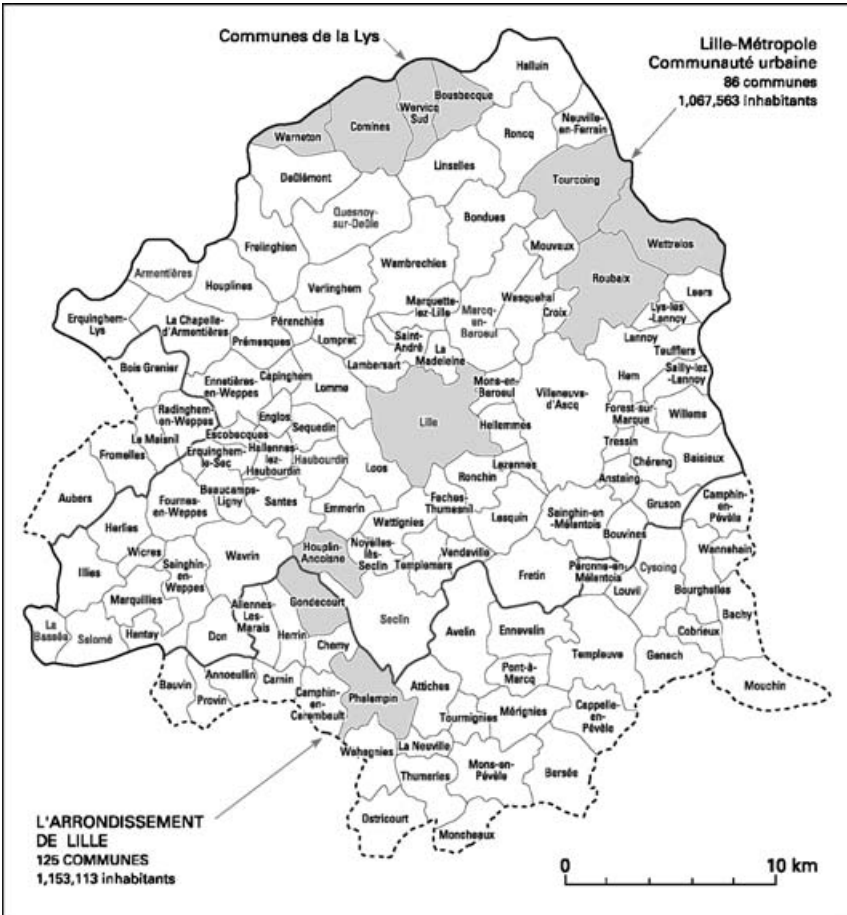 Communes de la Lys
Lille-Métropole
Communauté urbaine
86 communes
1,067,563 inhabitants
Halluin
Bousbecque
Wervicq
Sud
Comines
Warneton
Neuville-
en-Ferrain
Roncq
Linselles
Tourcoing
Deûlémont
Quesnoy-
sur-Deûle
Bondues
Mouvaux
Wattrelos
Frelinghien
Wambrechies
Roubaix
Armentières
Houplines
Verlinghem
Marquette-
lez-Lille
Wasquehal
Croix
Leers
Lys-lez
-Lannoy
Erquinghem-
Lys
La Chapelle-
d'Armentières
Pérenchies
Marcq-
en-Baroeul
Prémesques
Lompret
Saint-
André
La
Madeleine
Lannoy
Toufflers
Bois Grenier
Lambersart
Hem
Sailly-lez
-Lannoy
Ennetières-
en-Weppes
Capinghem
Lomme
Mons-en-
Baroeul
Villeneuve-
d'Ascq
Radinghem-
en-Weppes
Englos
Sequedin
Lille
Hellemmes
Forest-sur-
Marque
Willems
Le Maisnil
Escobecques
Hallennes-
lez-
Haubourdin
Haubourdin
Tressin
Fromelles
Erquinghem-
le-Sec
Loos
Lezennes
Chéreng
Baisieux
Ronchin
Anstaing
Aubers
Beaucamps-
Ligny
Santes
Emmerin
Faches-
Thumesnil
Gruson
Camphin-
en-Pévèle
Fournes-
en-Weppes
Wattignies
Lesquin
Sainghin-
en-Mélantois
Bouvines
Herlies
Wicres
Wavrin
Houplin-
Ancoisne
Noyelles-
lès-
Seclin
Templemars
Vendeville
Wannehain
Illies
Sainghin-
en-
Weppes
Fretin
Péronne-en-
Mélantois
Cysoing
Marquillies
Gondecourt
Louvil
Bourghelles
La
Bassée
Salomé
Hantay
Don
Allennes-
Les-
Marais
Herrin
Seclin
Avelin
Ennevelin
Bachy
Cobrieux
Chemy
Templeuve
Genech
Bauvin
Annoeullin
Provin
Carnin
Camphin-
en-
Carembault
Phalempin
Attiches
Pont-à-
Marcq
Mouchin
Tourmignies
Mérignies
Cappelle-
en-
Pévèle
Wahagnies
La Neuville
Thumeries
Mons-en-
Pévèle
Bersée
Ostricourt
Moncheaux
L'ARRONDISSEMENT
DE LILLE
125 COMMUNES
1,153,113 inhabitants
0 10 km